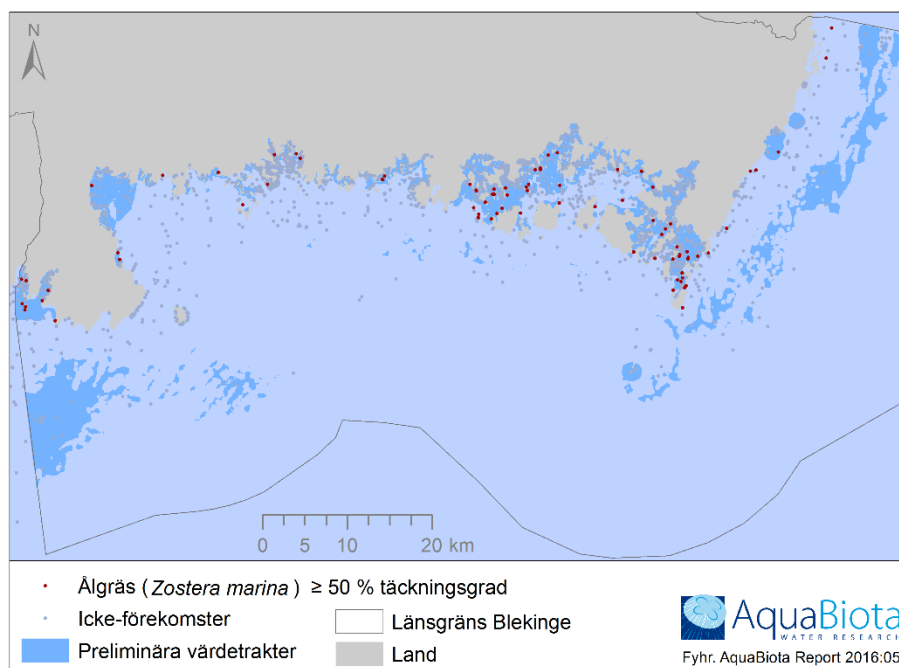 N
0 5 10 20 km
Ålgräs (Zostera marina) ≥ 50 % täckningsgrad
Icke-förekomster
Preliminära värdetrakter
Länsgräns Blekinge
Land
AquaBiota
WATER RESEARCH
Fyhr. AquaBiota Report 2016:05